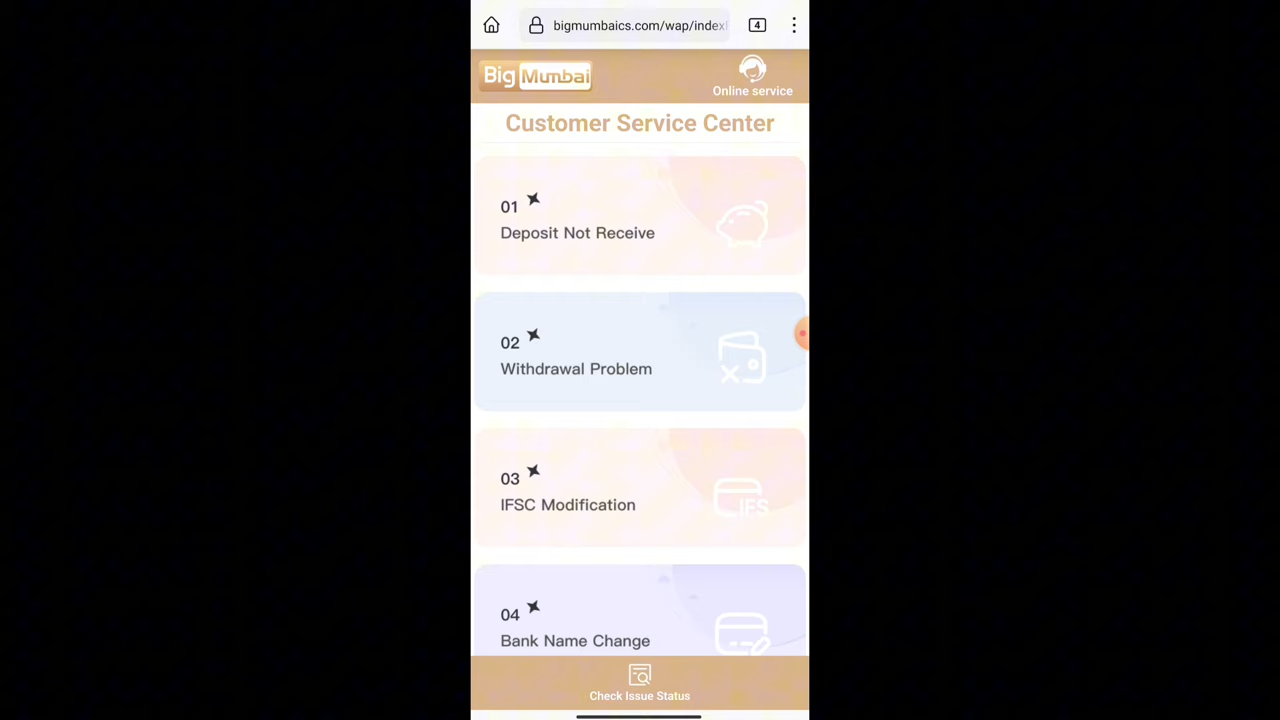 bigmumbaics.com/wap/index
4
Big Mumbai
Online service
Customer Service Center
01
Deposit Not Receive
02
Withdrawal Problem
03
IFSC Modification
IFS
04
Bank Name Change
Check Issue Status